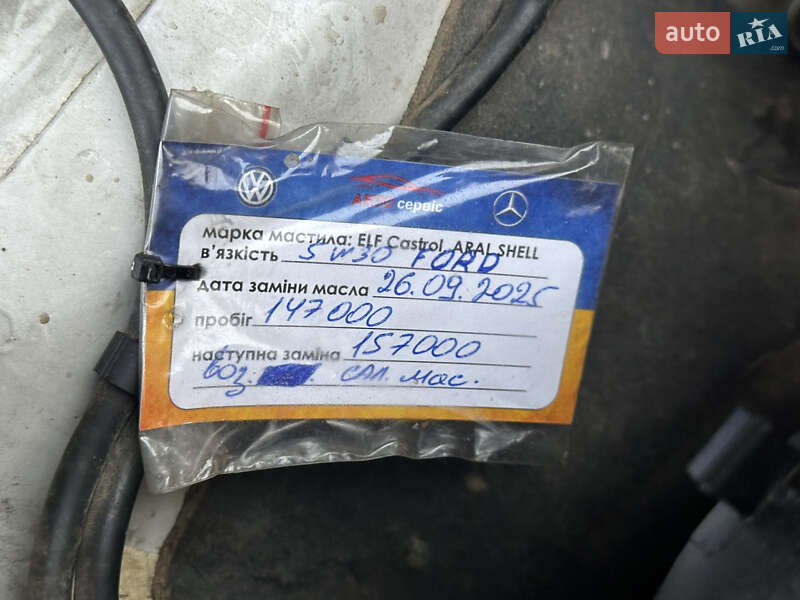 auto RIA .com
АВТО сервіс
марка мастила: ELF Castrol ARAL SHELL
в'язкість 5W30 FORD
дата заміни масла 26.09.2025
пробіг 147000
наступна заміна 157000
воз. сал. мас.